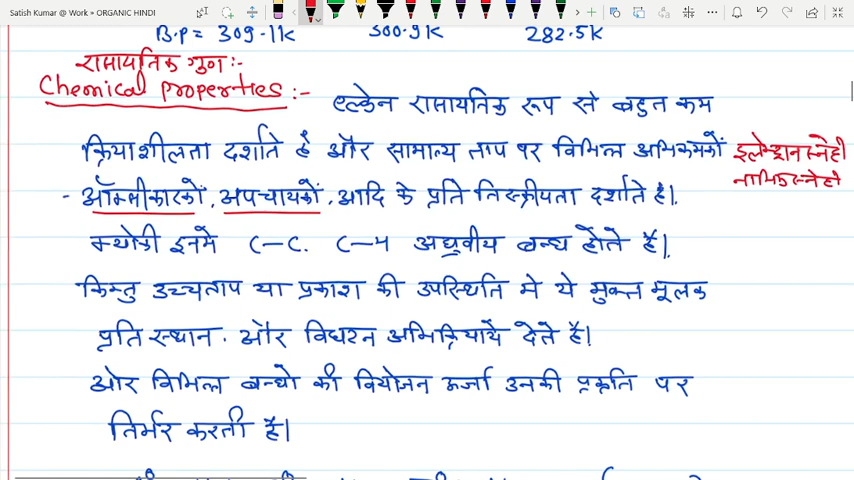 Satish Kumar @ Work » ORGANIC HINDI
B.P = 309.1K 300.9K 282.5K
रासायनिक गुण:-
Chemical properties :-
एल्केन रासायनिक रूप से बहुत कम
क्रियाशीलता दर्शाते है और सामान्य ताप पर विभिन्न अभिकर्मकों इलेक्ट्रानस्नेही
नाभिकस्नेही
- ऑक्सीकारकों, अपचायकों, आदि के प्रति निष्क्रीयता दर्शाते है।
क्योकी इनमे C-C. C-H अध्रुवीय बन्ध होते है।
किन्तु उच्चताप या प्रकाश की उपस्थिति मे ये मुक्त मूलक
प्रतिस्थान. और विघटन अभिक्रियाये देते है।
और विभिन्न बन्धो की वियोजन ऊर्जा उनकी प्रकृति पर
निर्भर करती है।